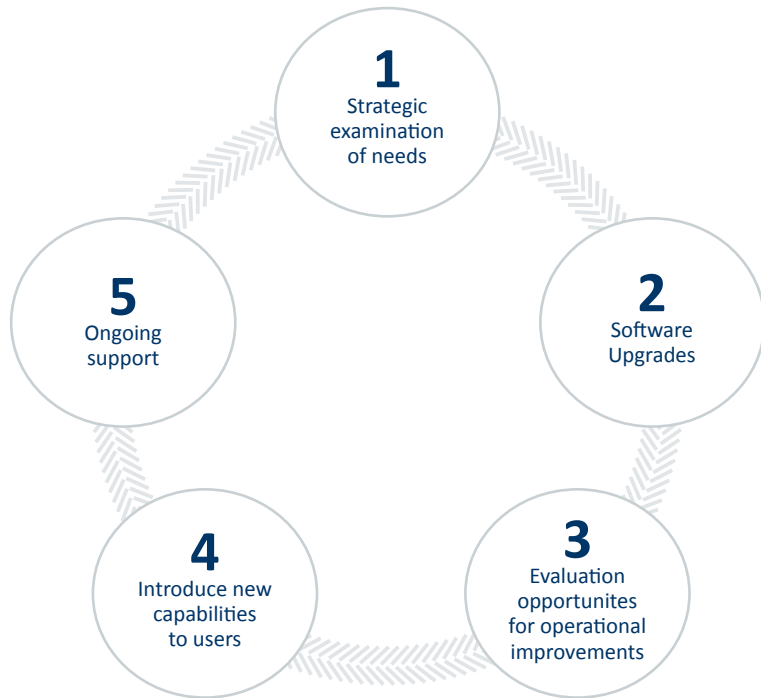 1
Strategic
examination
of needs
2
Software
Upgrades
3
Evaluation
opportunites
for operational
improvements
4
Introduce new
capabilities
to users
5
Ongoing
support